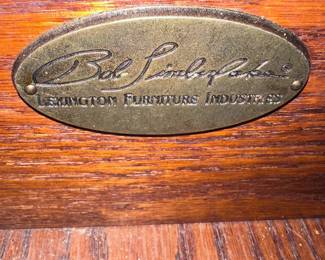 Bob Timberlake®
LEXINGTON FURNITURE INDUSTRIES